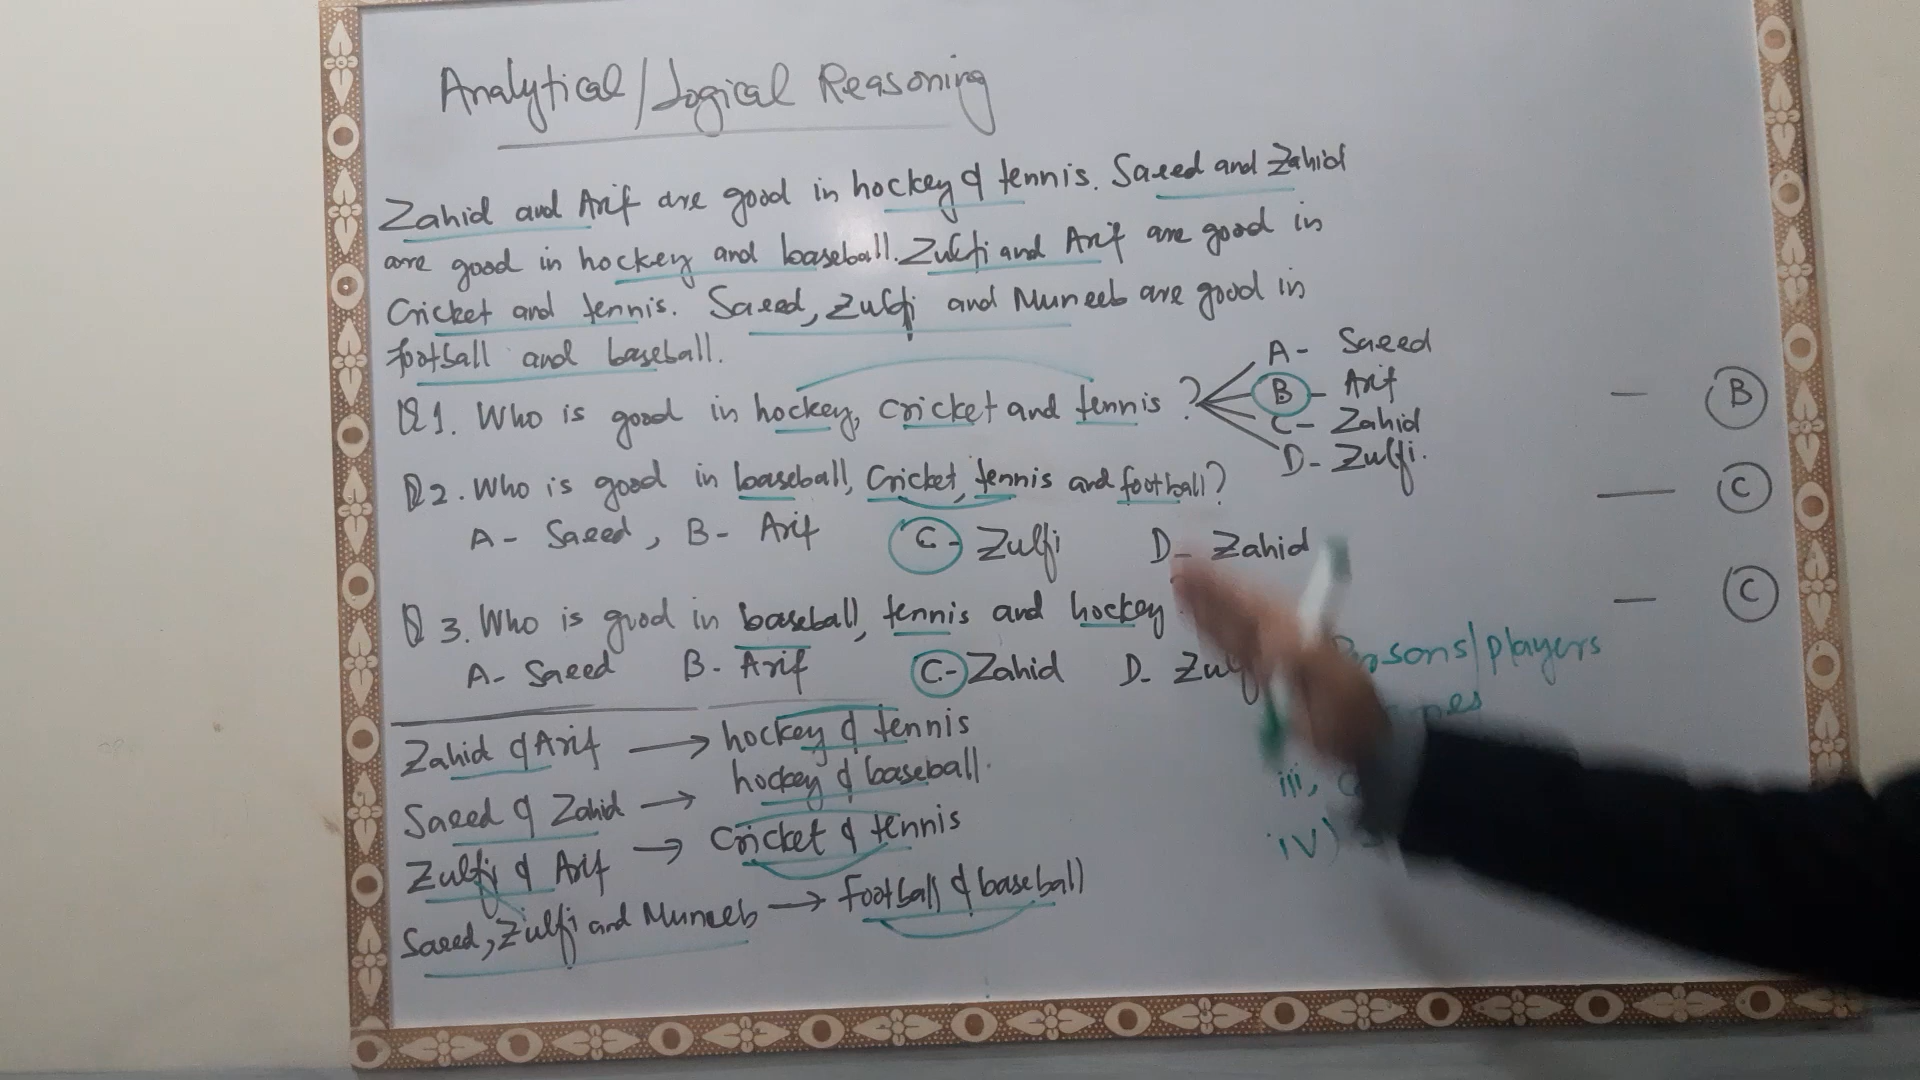 Analytical/Logical Reasoning
Zahid and Arif are good in hockey & tennis. Saeed and Zahid
are good in hockey and baseball. Zulfi and Arif are good in
Cricket and tennis. Saeed, Zulfi and Muneeb are good in
football and baseball.
Q1. Who is good in hockey, Cricket and tennis?
A- Saeed
B- Arif
C- Zahid
D- Zulfi.
— B
Q2. Who is good in baseball, Cricket, tennis and football?
— C
A- Saeed, B- Arif C- Zulfi D- Zahid
Q3. Who is good in baseball, tennis and hockey
— C
A- Saeed B- Arif C- Zahid D-
Zahid & Arif → hockey & tennis
Saeed & Zahid → hockey & baseball.
Zulfi & Arif → Cricket & tennis
Saeed, Zulfi and Muneeb → Football & baseball
players
iii,
iv)